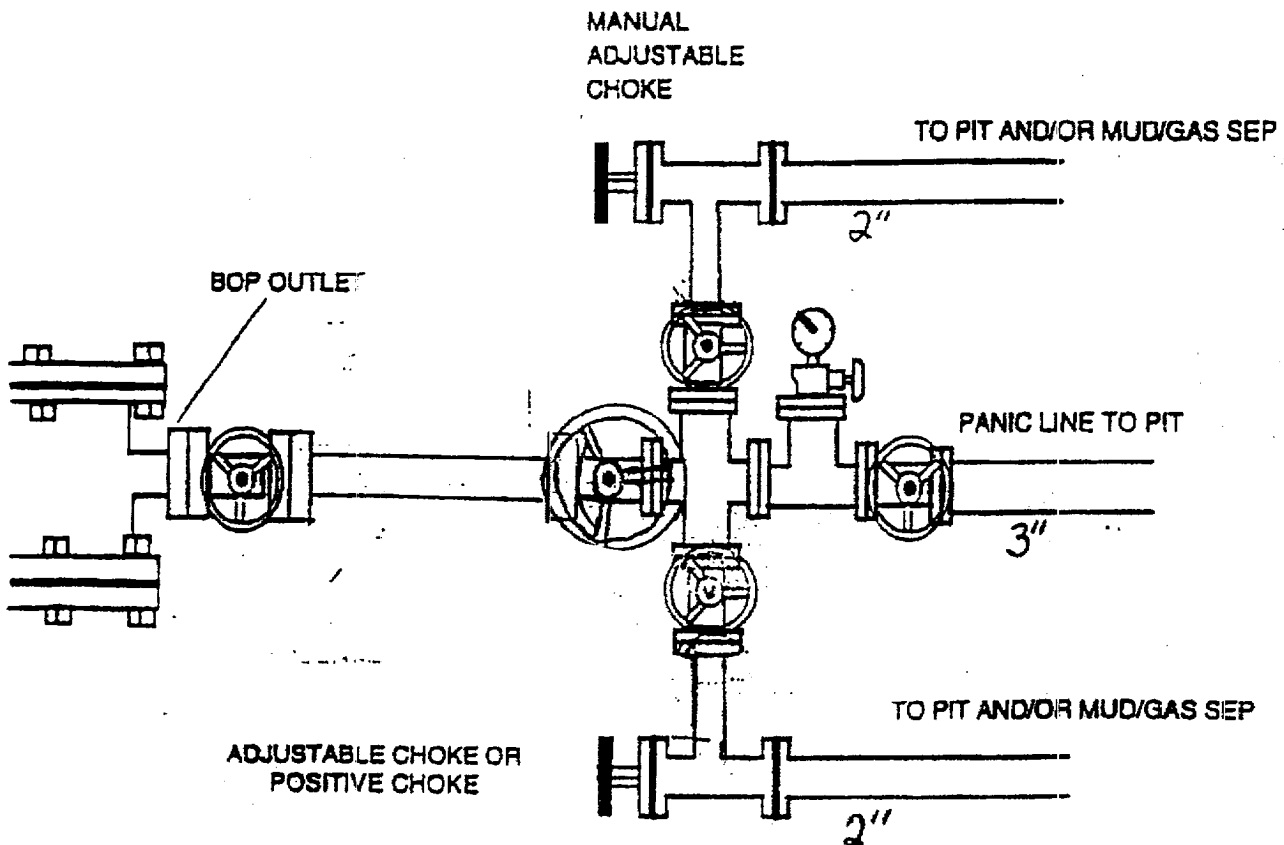 MANUAL
ADJUSTABLE
CHOKE
TO PIT AND/OR MUD/GAS SEP
2"
BOP OUTLET
PANIC LINE TO PIT
3"
TO PIT AND/OR MUD/GAS SEP
ADJUSTABLE CHOKE OR
POSITIVE CHOKE
2"